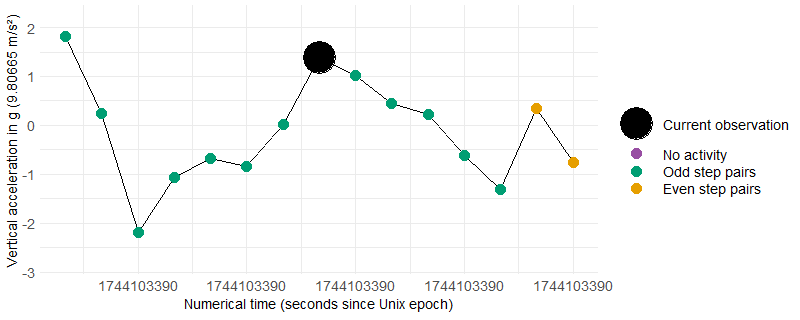 Vertical acceleration in g (9.80665 m/s²)
2
1
0
-1
-2
-3
1744103390 1744103390 1744103390 1744103390 1744103390
Numerical time (seconds since Unix epoch)
Current observation
No activity
Odd step pairs
Even step pairs